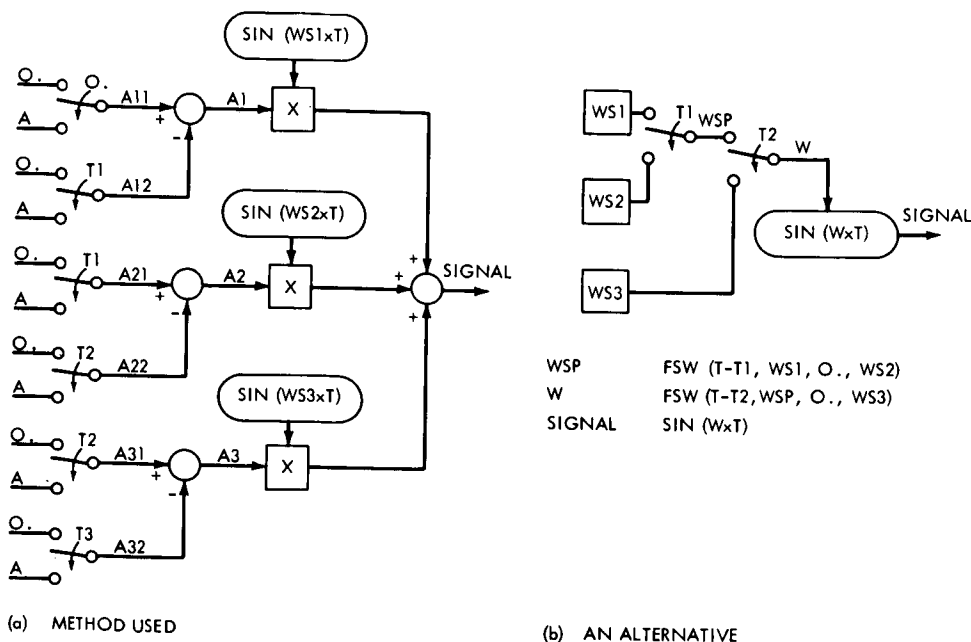 SIN (WS1xT)
O.
O.
A11
A1
X
+
A
-
O.
T1
A12
A
SIN (WS2xT)
O.
T1
A21
A2
X
+
A
-
O.
T2
A22
A
+
+
+
SIGNAL
SIN (WS3xT)
O.
T2
A31
A3
X
+
A
-
O.
T3
A32
A
(a) METHOD USED
WS1
T1
WSP
T2
W
WS2
SIGNAL
SIN (WxT)
WS3
WSP FSW (T-T1, WS1, O., WS2)
W FSW (T-T2, WSP, O., WS3)
SIGNAL SIN (WxT)
(b) AN ALTERNATIVE